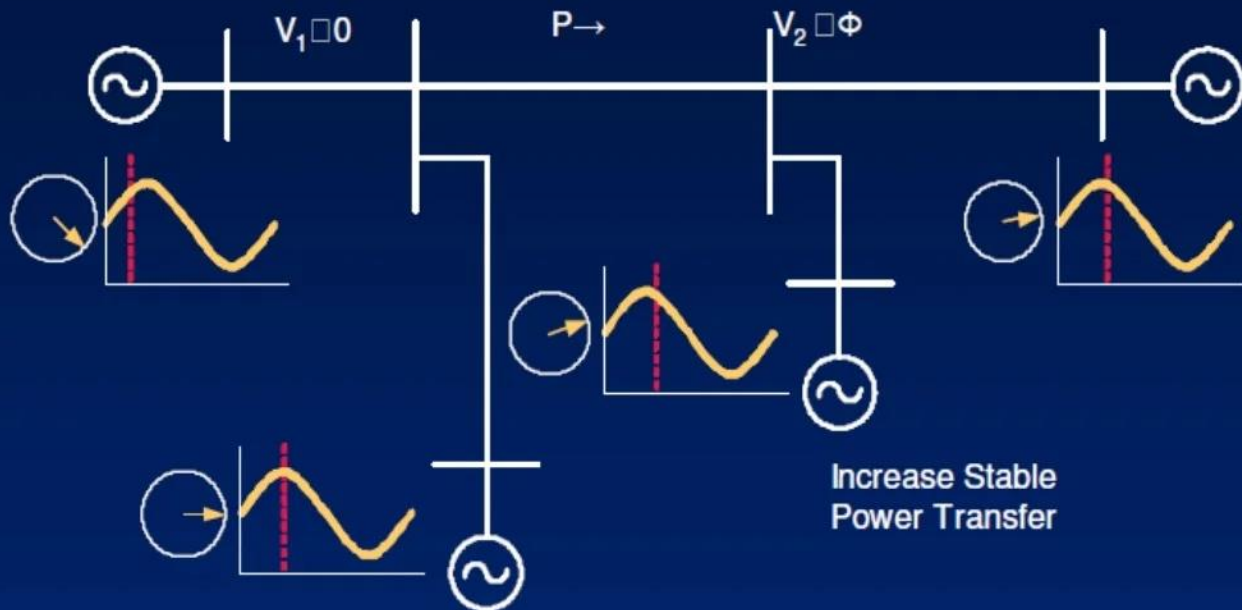 V₁□0
P→
V₂□Φ
Increase Stable
Power Transfer